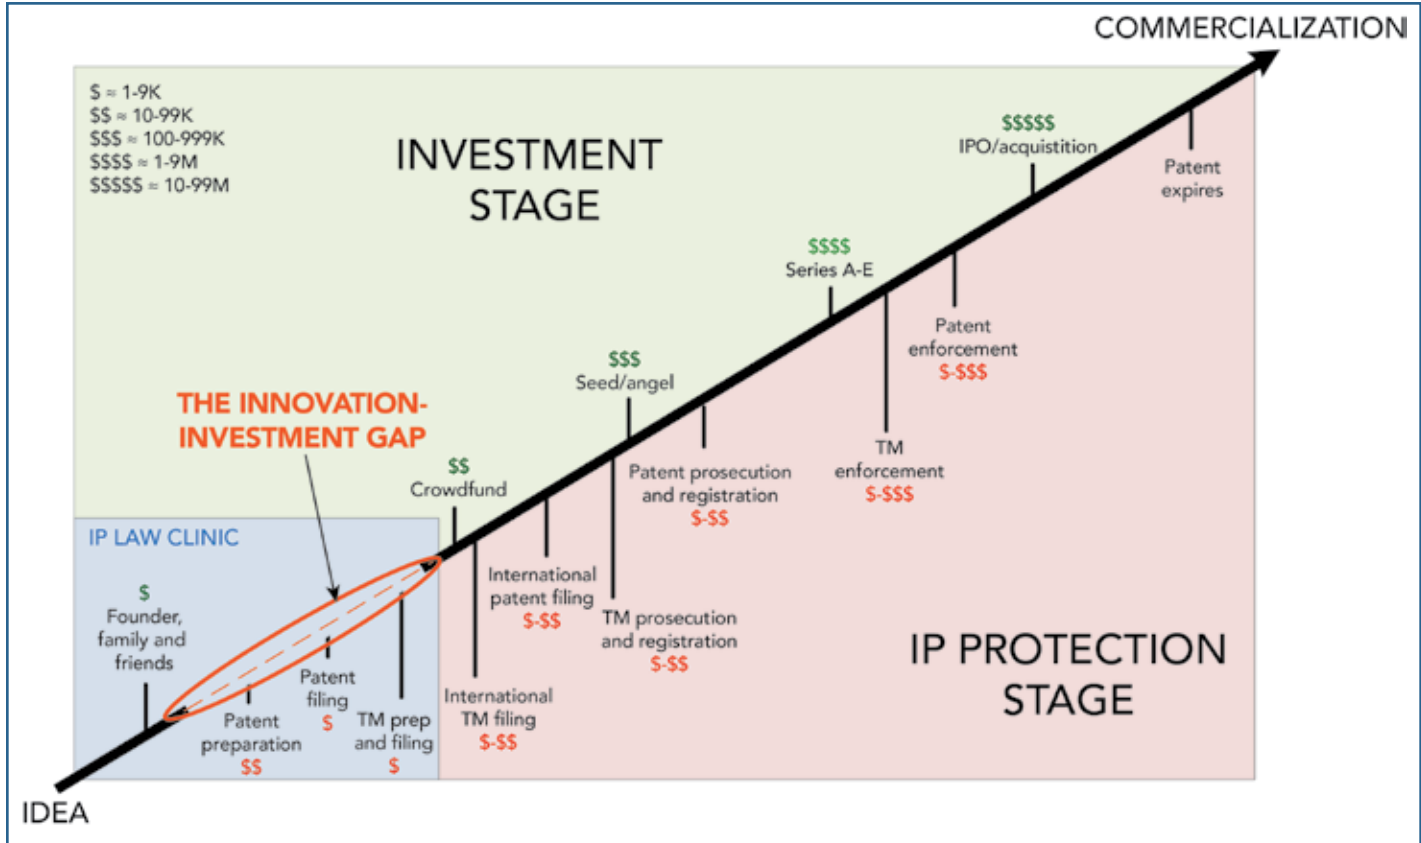 COMMERCIALIZATION
$ ≈ 1-9K
$$ ≈ 10-99K
$$$ ≈ 100-999K
$$$$ ≈ 1-9M
$$$$$ ≈ 10-99M
INVESTMENT
STAGE
$$$$$
IPO/acquistition
Patent
expires
$$$$
Series A-E
Patent
enforcement
$-$$$
$$$
Seed/angel
TM
enforcement
$-$$$
THE INNOVATION-
INVESTMENT GAP
Patent prosecution
and registration
$-$$
$$
Crowdfund
IP LAW CLINIC
$
Founder,
family and
friends
International
patent filing
$-$$
TM prosecution
and registration
$-$$
IP PROTECTION
STAGE
Patent
filing
$
Patent
preparation
$$
TM prep
and filing
$
International
TM filing
$-$$
IDEA